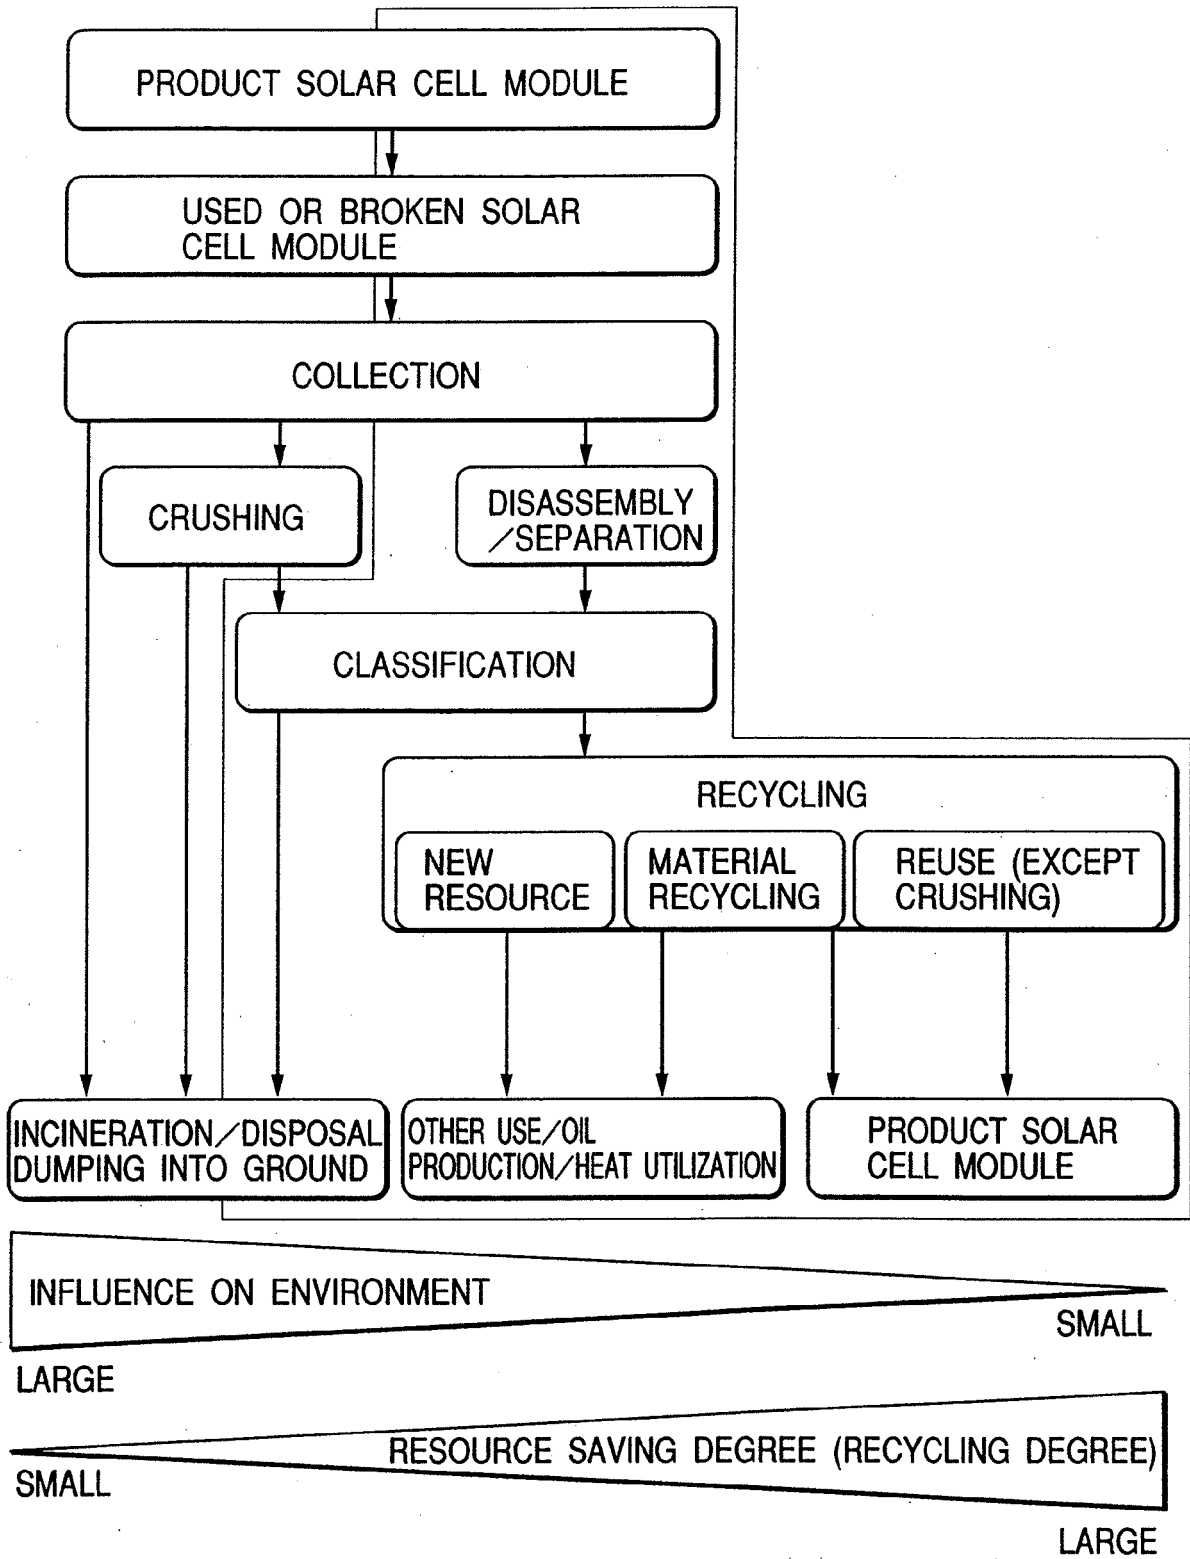 PRODUCT SOLAR CELL MODULE
USED OR BROKEN SOLAR
CELL MODULE
COLLECTION
CRUSHING
DISASSEMBLY
/SEPARATION
CLASSIFICATION
RECYCLING
NEW
RESOURCE
MATERIAL
RECYCLING
REUSE (EXCEPT
CRUSHING)
INCINERATION/DISPOSAL
DUMPING INTO GROUND
OTHER USE/OIL
PRODUCTION/HEAT UTILIZATION
PRODUCT SOLAR
CELL MODULE
INFLUENCE ON ENVIRONMENT
SMALL
LARGE
RESOURCE SAVING DEGREE (RECYCLING DEGREE)
SMALL
LARGE